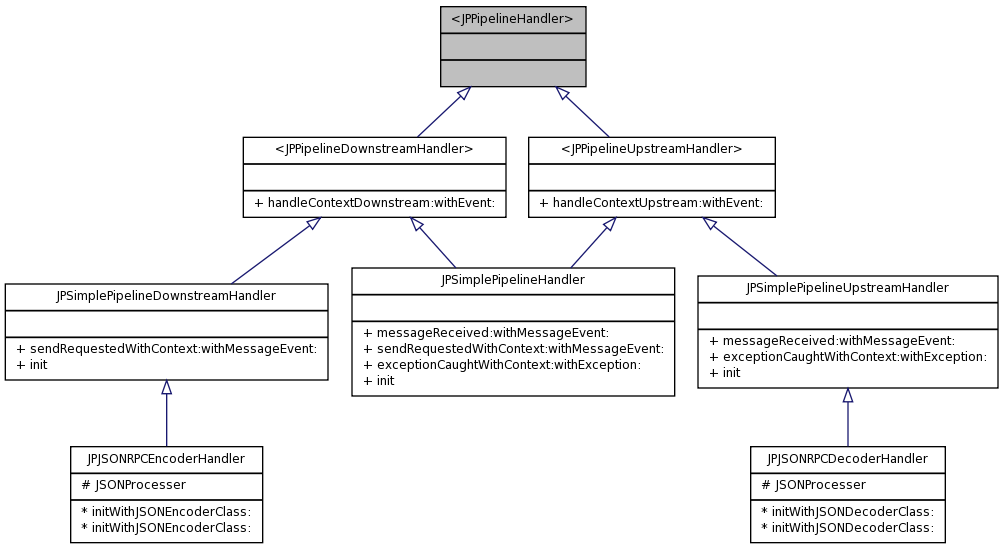 <JPPipelineHandler>
<JPPipelineDownstreamHandler>
+ handleContextDownstream:withEvent:
<JPPipelineUpstreamHandler>
+ handleContextUpstream:withEvent:
JPSimplePipelineDownstreamHandler
+ sendRequestedWithContext:withMessageEvent:
+ init
JPSimplePipelineHandler
+ messageReceived:withMessageEvent:
+ sendRequestedWithContext:withMessageEvent:
+ exceptionCaughtWithContext:withException:
+ init
JPSimplePipelineUpstreamHandler
+ messageReceived:withMessageEvent:
+ exceptionCaughtWithContext:withException:
+ init
JPJSONRPCEncoderHandler
# JSONProcesser
* initWithJSONEncoderClass:
* initWithJSONEncoderClass:
JPJSONRPCDecoderHandler
# JSONProcesser
* initWithJSONDecoderClass:
* initWithJSONDecoderClass: